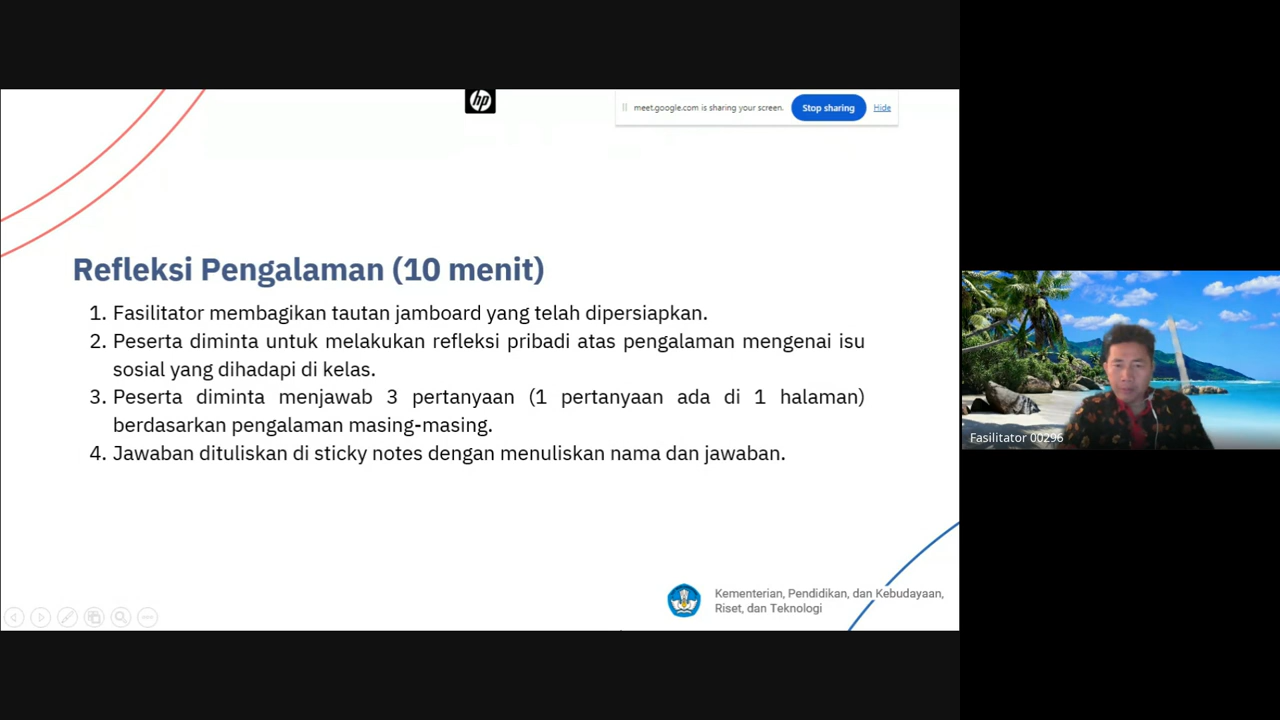 hp
meet.google.com is sharing your screen.
Stop sharing
Hide
Refleksi Pengalaman (10 menit)
1. Fasilitator membagikan tautan jamboard yang telah dipersiapkan.
2. Peserta diminta untuk melakukan refleksi pribadi atas pengalaman mengenai isu
sosial yang dihadapi di kelas.
3. Peserta diminta menjawab 3 pertanyaan (1 pertanyaan ada di 1 halaman)
berdasarkan pengalaman masing-masing.
4. Jawaban dituliskan di sticky notes dengan menuliskan nama dan jawaban.
Kementerian, Pendidikan, dan Kebudayaan,
Riset, dan Teknologi
Fasilitator 00296